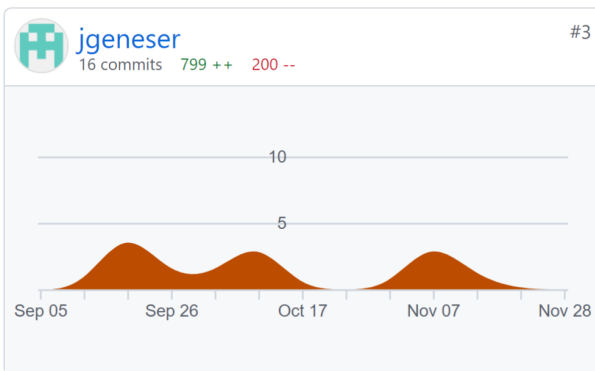 jgeneser #3
16 commits 799 ++ 200 --
10
5
Sep 05 Sep 26 Oct 17 Nov 07 Nov 28